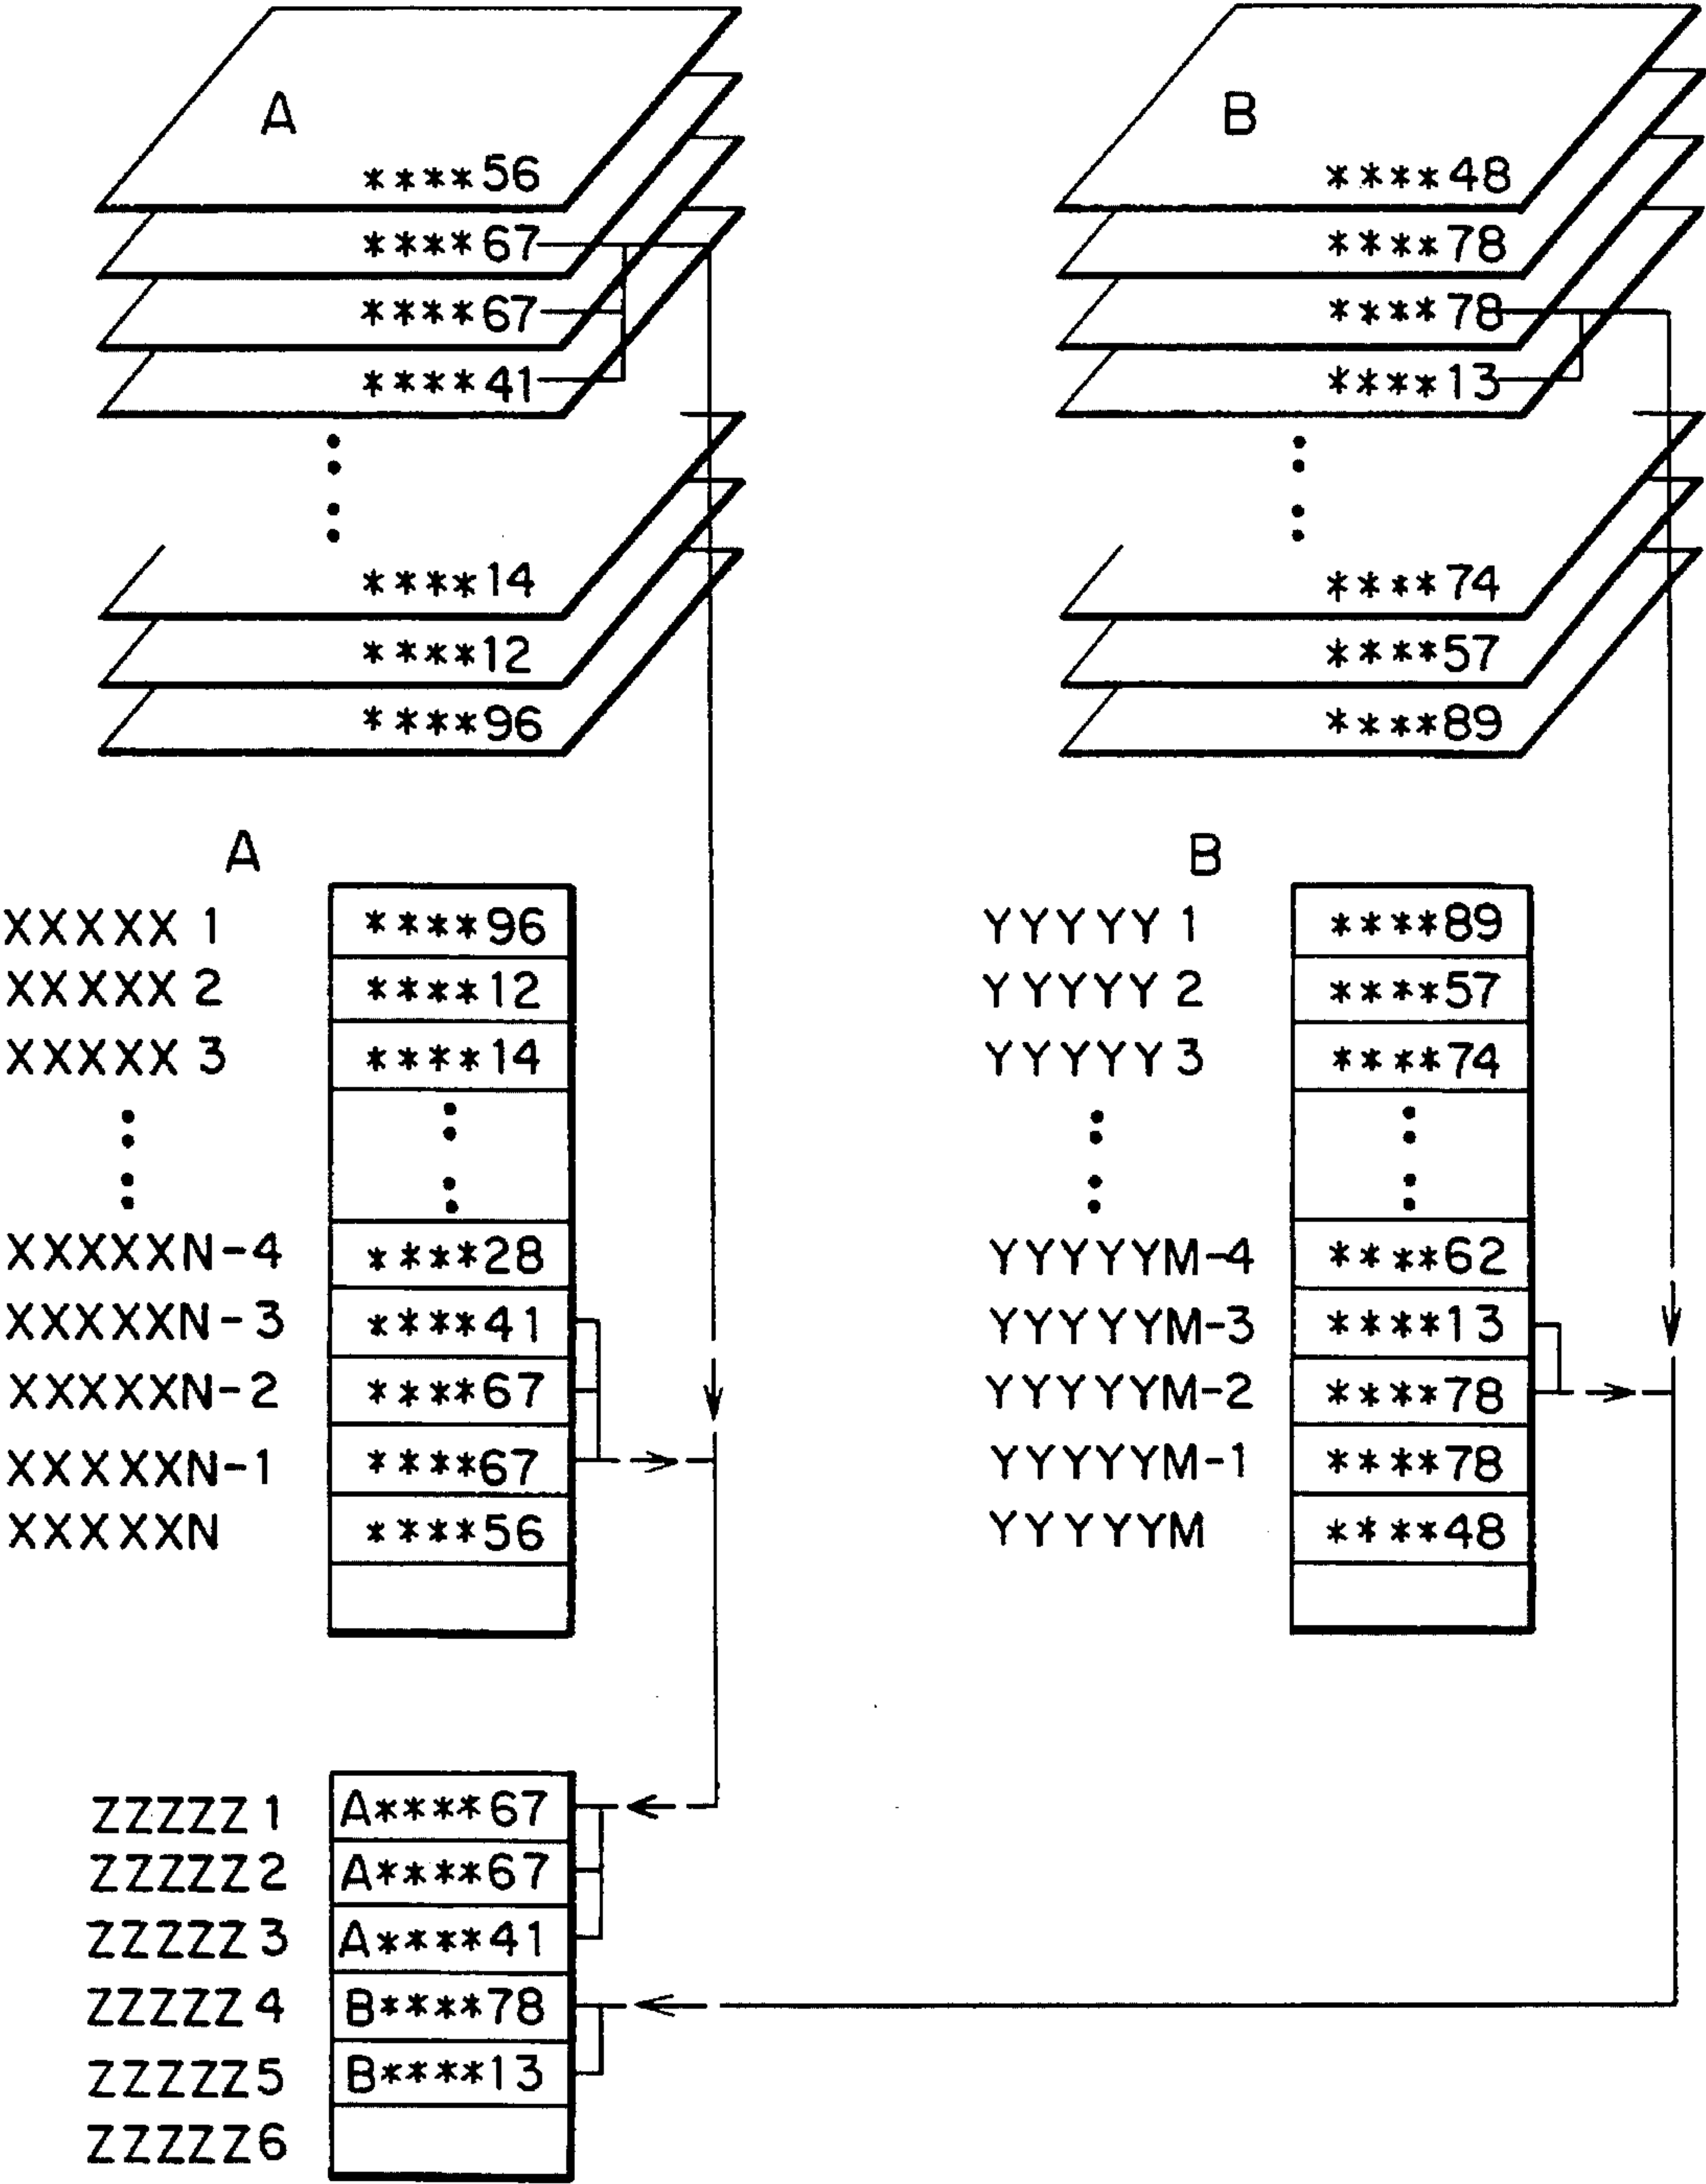 A
****56
****67
****67
****41
****14
****12
****96
B
****48
****78
****78
****13
****74
****57
****89
A
XXXXX 1 ****96
XXXXX 2 ****12
XXXXX 3 ****14
XXXXXN-4 ****28
XXXXXN-3 ****41
XXXXXN-2 ****67
XXXXXN-1 ****67
XXXXXN ****56
B
YYYYY 1 ****89
YYYYY 2 ****57
YYYYY 3 ****74
YYYYYM-4 ****62
YYYYYM-3 ****13
YYYYYM-2 ****78
YYYYYM-1 ****78
YYYYYM ****48
ZZZZZ 1 A****67
ZZZZZ 2 A****67
ZZZZZ 3 A****41
ZZZZZ 4 B****78
ZZZZZ 5 B****13
ZZZZZ6